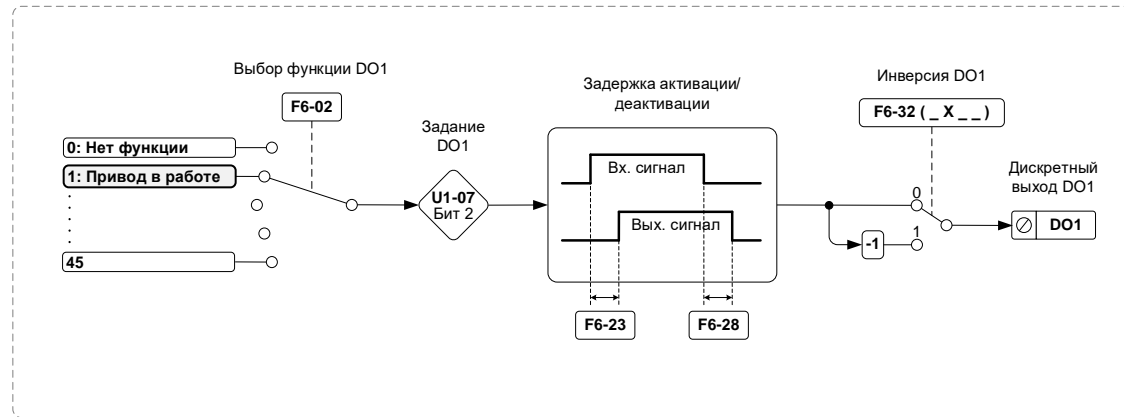 Выбор функции DO1
F6-02
0: Нет функции
1: Привод в работе
45
Задание
DO1
U1-07
Бит 2
Задержка активации/
деактивации
Вх. сигнал
Вых. сигнал
F6-23
F6-28
Инверсия DO1
F6-32 ( _ X _ _ )
0
1
-1
Дискретный
выход DO1
DO1